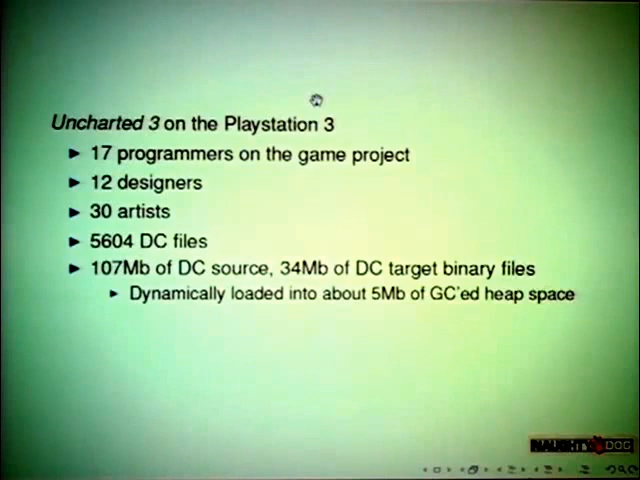 Uncharted 3 on the Playstation 3
17 programmers on the game project
12 designers
30 artists
5604 DC files
107Mb of DC source, 34Mb of DC target binary files
Dynamically loaded into about 5Mb of GC'ed heap space
NAUGHTY DOG